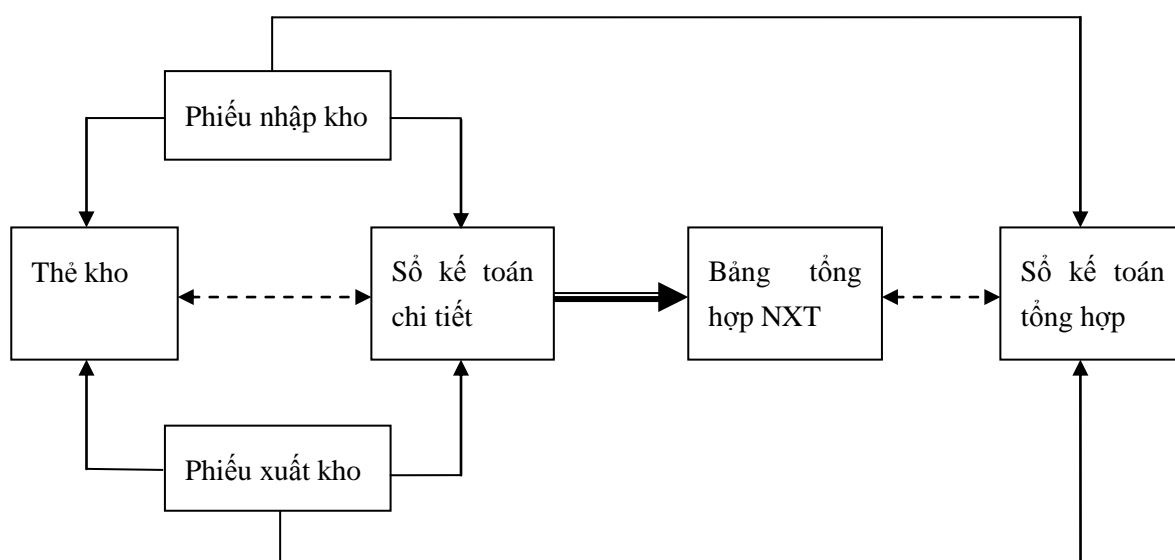 Phiếu nhập kho
Thẻ kho
Sổ kế toán
chi tiết
Bảng tổng
hợp NXT
Sổ kế toán
tổng hợp
Phiếu xuất kho